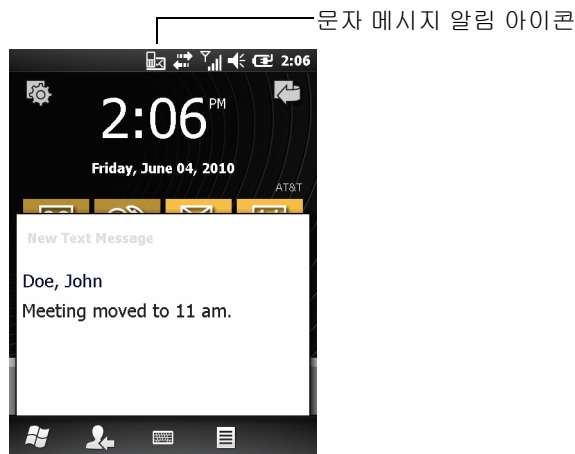 문자 메시지 알림 아이콘
2:06
2:06 PM
Friday, June 04, 2010
AT&T
New Text Message
Doe, John
Meeting moved to 11 am.